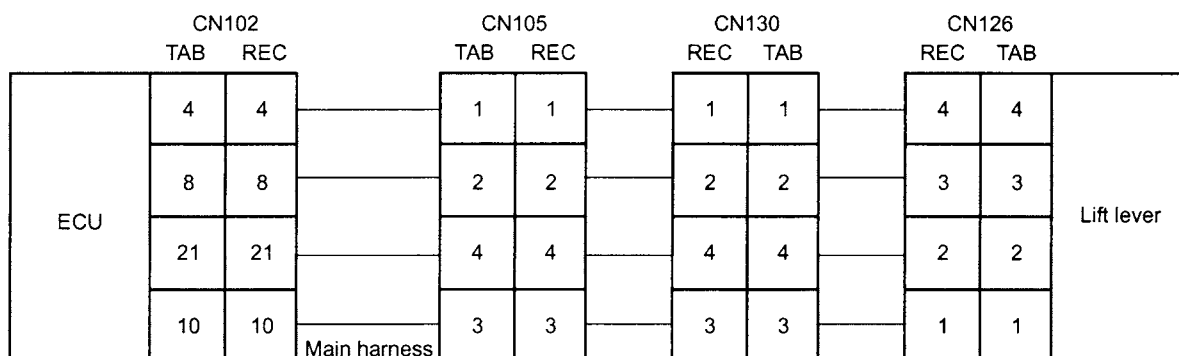 CN102 CN105 CN130 CN126
TAB REC TAB REC REC TAB REC TAB
4 4 1 1 1 1 4 4
8 8 2 2 2 2 3 3
ECU Lift lever
21 21 4 4 4 4 2 2
10 10 3 3 3 3 1 1
Main harness